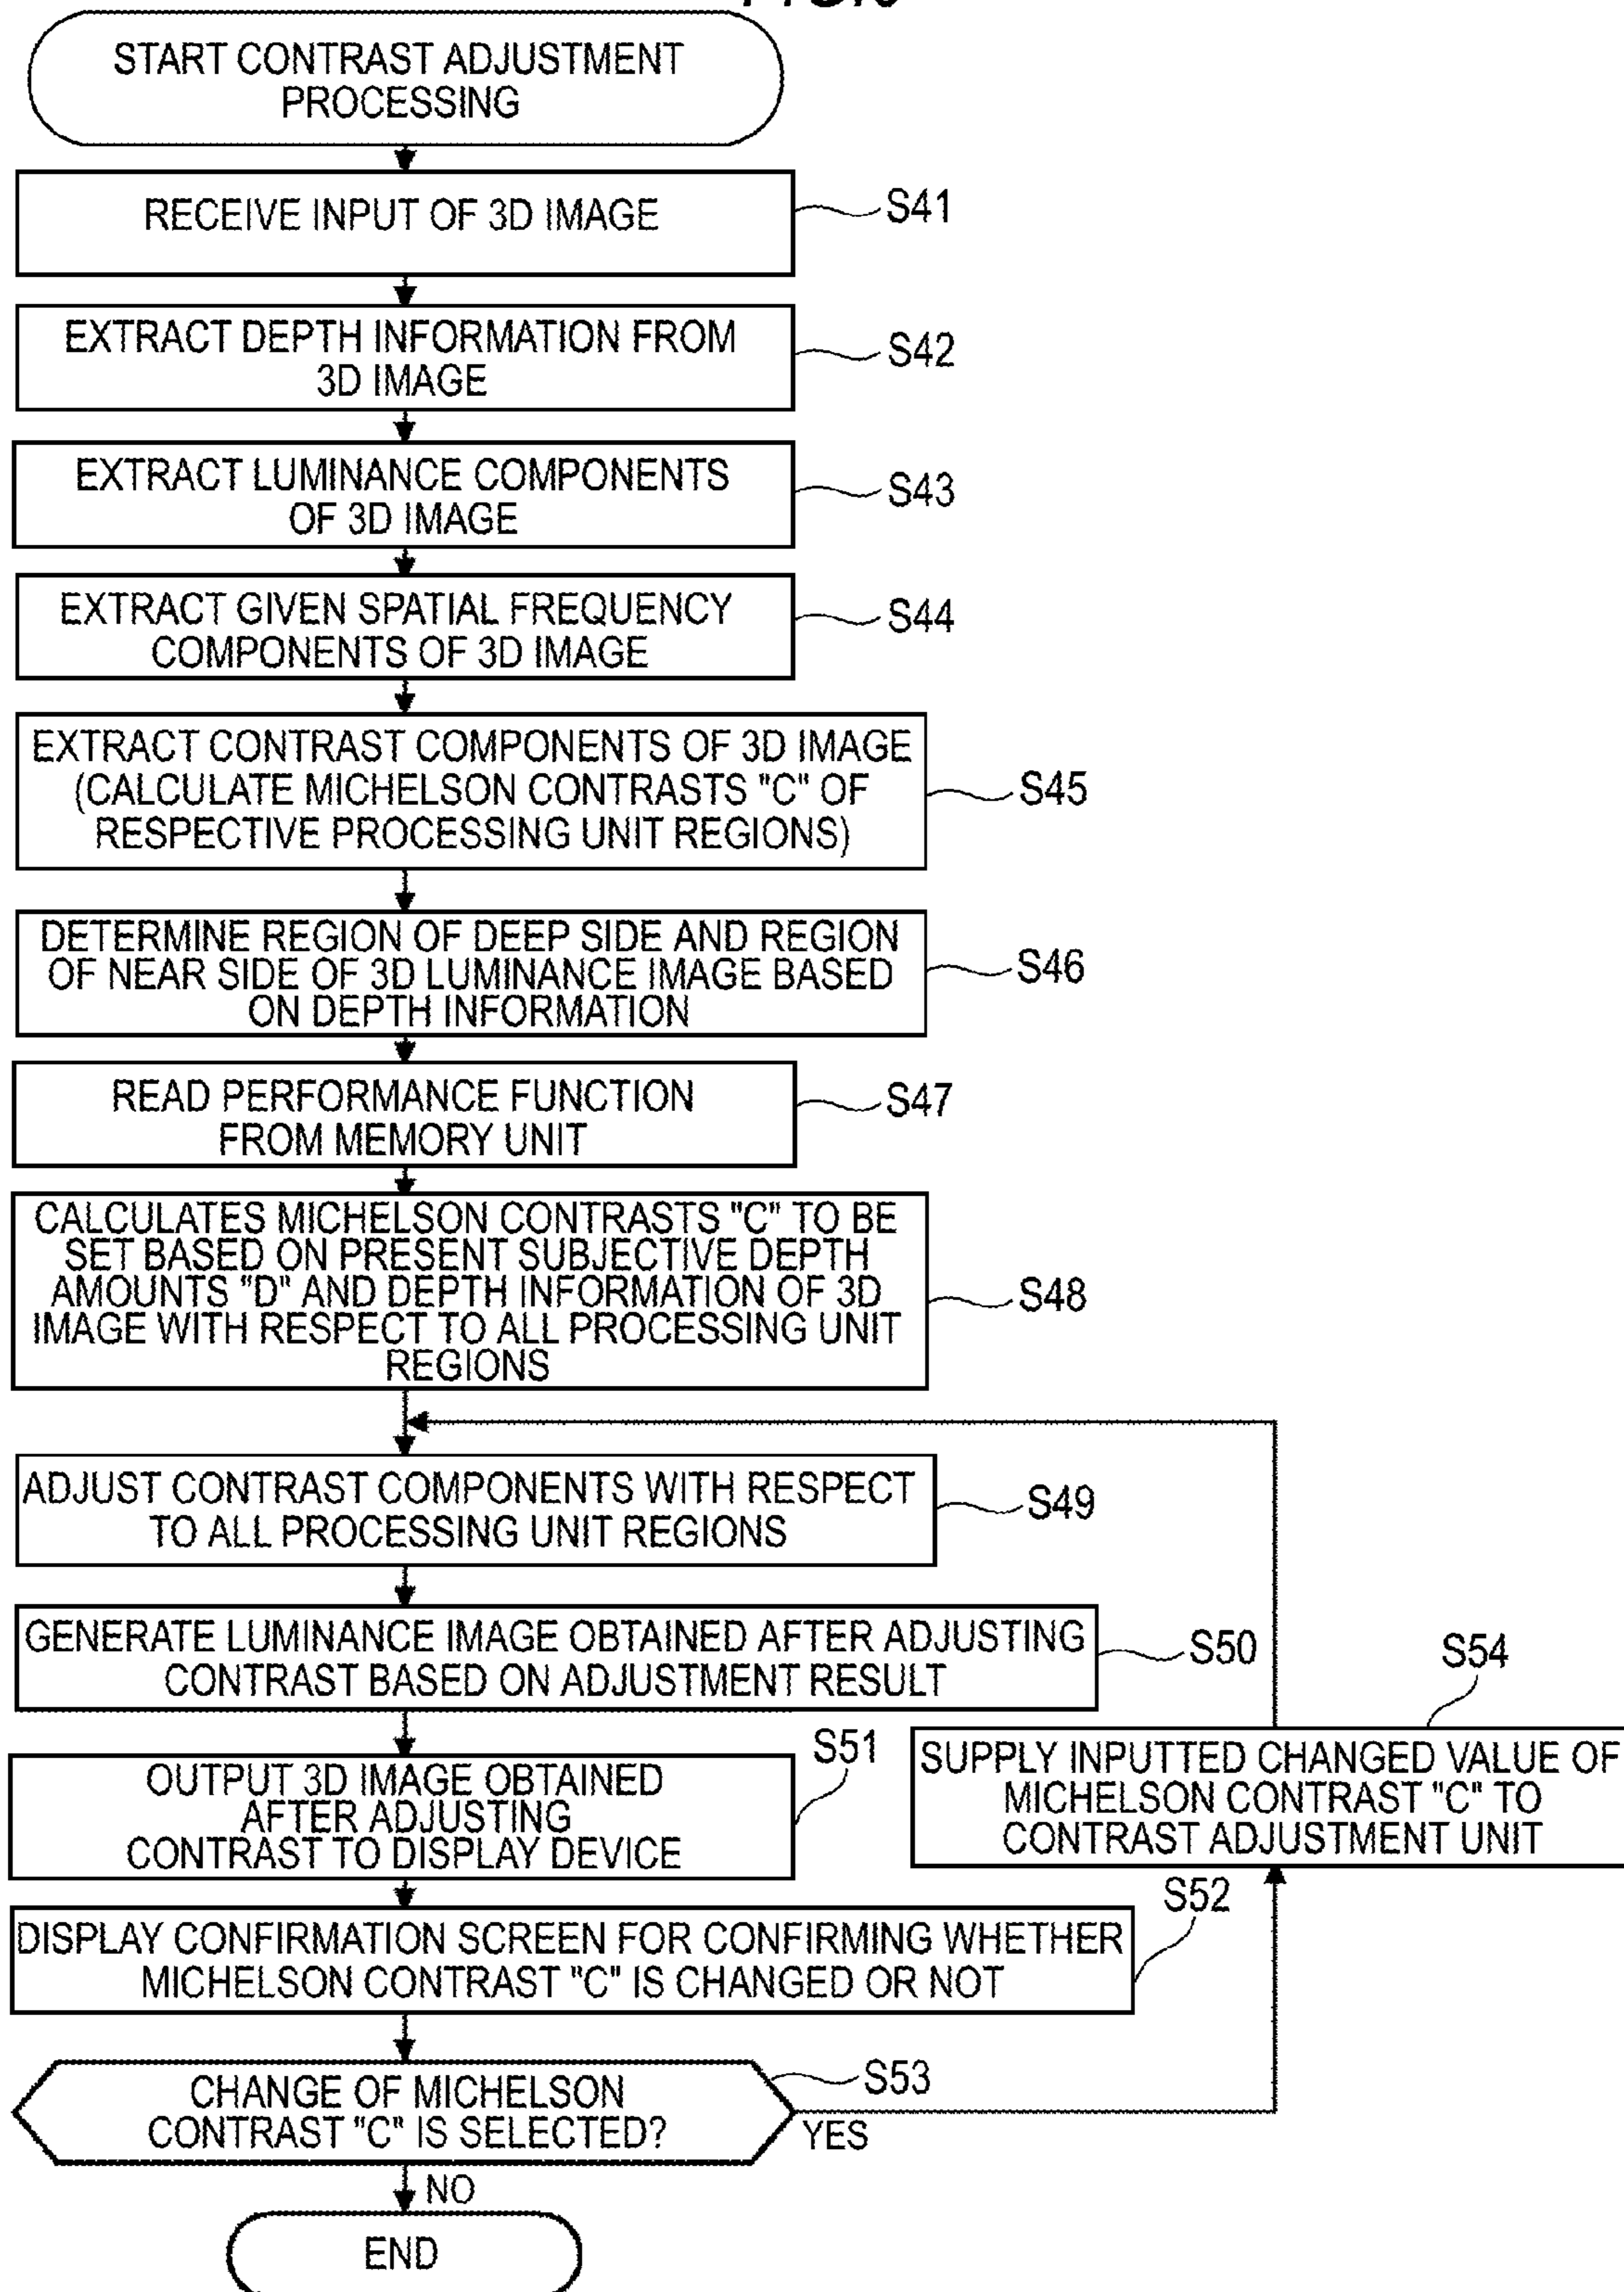 START CONTRAST ADJUSTMENT
PROCESSING
RECEIVE INPUT OF 3D IMAGE
S41
EXTRACT DEPTH INFORMATION FROM
3D IMAGE
S42
EXTRACT LUMINANCE COMPONENTS
OF 3D IMAGE
S43
EXTRACT GIVEN SPATIAL FREQUENCY
COMPONENTS OF 3D IMAGE
S44
EXTRACT CONTRAST COMPONENTS OF 3D IMAGE
(CALCULATE MICHELSON CONTRASTS "C" OF
RESPECTIVE PROCESSING UNIT REGIONS)
S45
DETERMINE REGION OF DEEP SIDE AND REGION
OF NEAR SIDE OF 3D LUMINANCE IMAGE BASED
ON DEPTH INFORMATION
S46
READ PERFORMANCE FUNCTION
FROM MEMORY UNIT
S47
CALCULATES MICHELSON CONTRASTS "C" TO BE
SET BASED ON PRESENT SUBJECTIVE DEPTH
AMOUNTS "D" AND DEPTH INFORMATION OF 3D
IMAGE WITH RESPECT TO ALL PROCESSING UNIT
REGIONS
S48
ADJUST CONTRAST COMPONENTS WITH RESPECT
TO ALL PROCESSING UNIT REGIONS
S49
GENERATE LUMINANCE IMAGE OBTAINED AFTER ADJUSTING
CONTRAST BASED ON ADJUSTMENT RESULT
S50
OUTPUT 3D IMAGE OBTAINED
AFTER ADJUSTING
CONTRAST TO DISPLAY DEVICE
S51
S54
SUPPLY INPUTTED CHANGED VALUE OF
MICHELSON CONTRAST "C" TO
CONTRAST ADJUSTMENT UNIT
DISPLAY CONFIRMATION SCREEN FOR CONFIRMING WHETHER
MICHELSON CONTRAST "C" IS CHANGED OR NOT
S52
CHANGE OF MICHELSON
CONTRAST "C" IS SELECTED?
S53
YES
NO
END